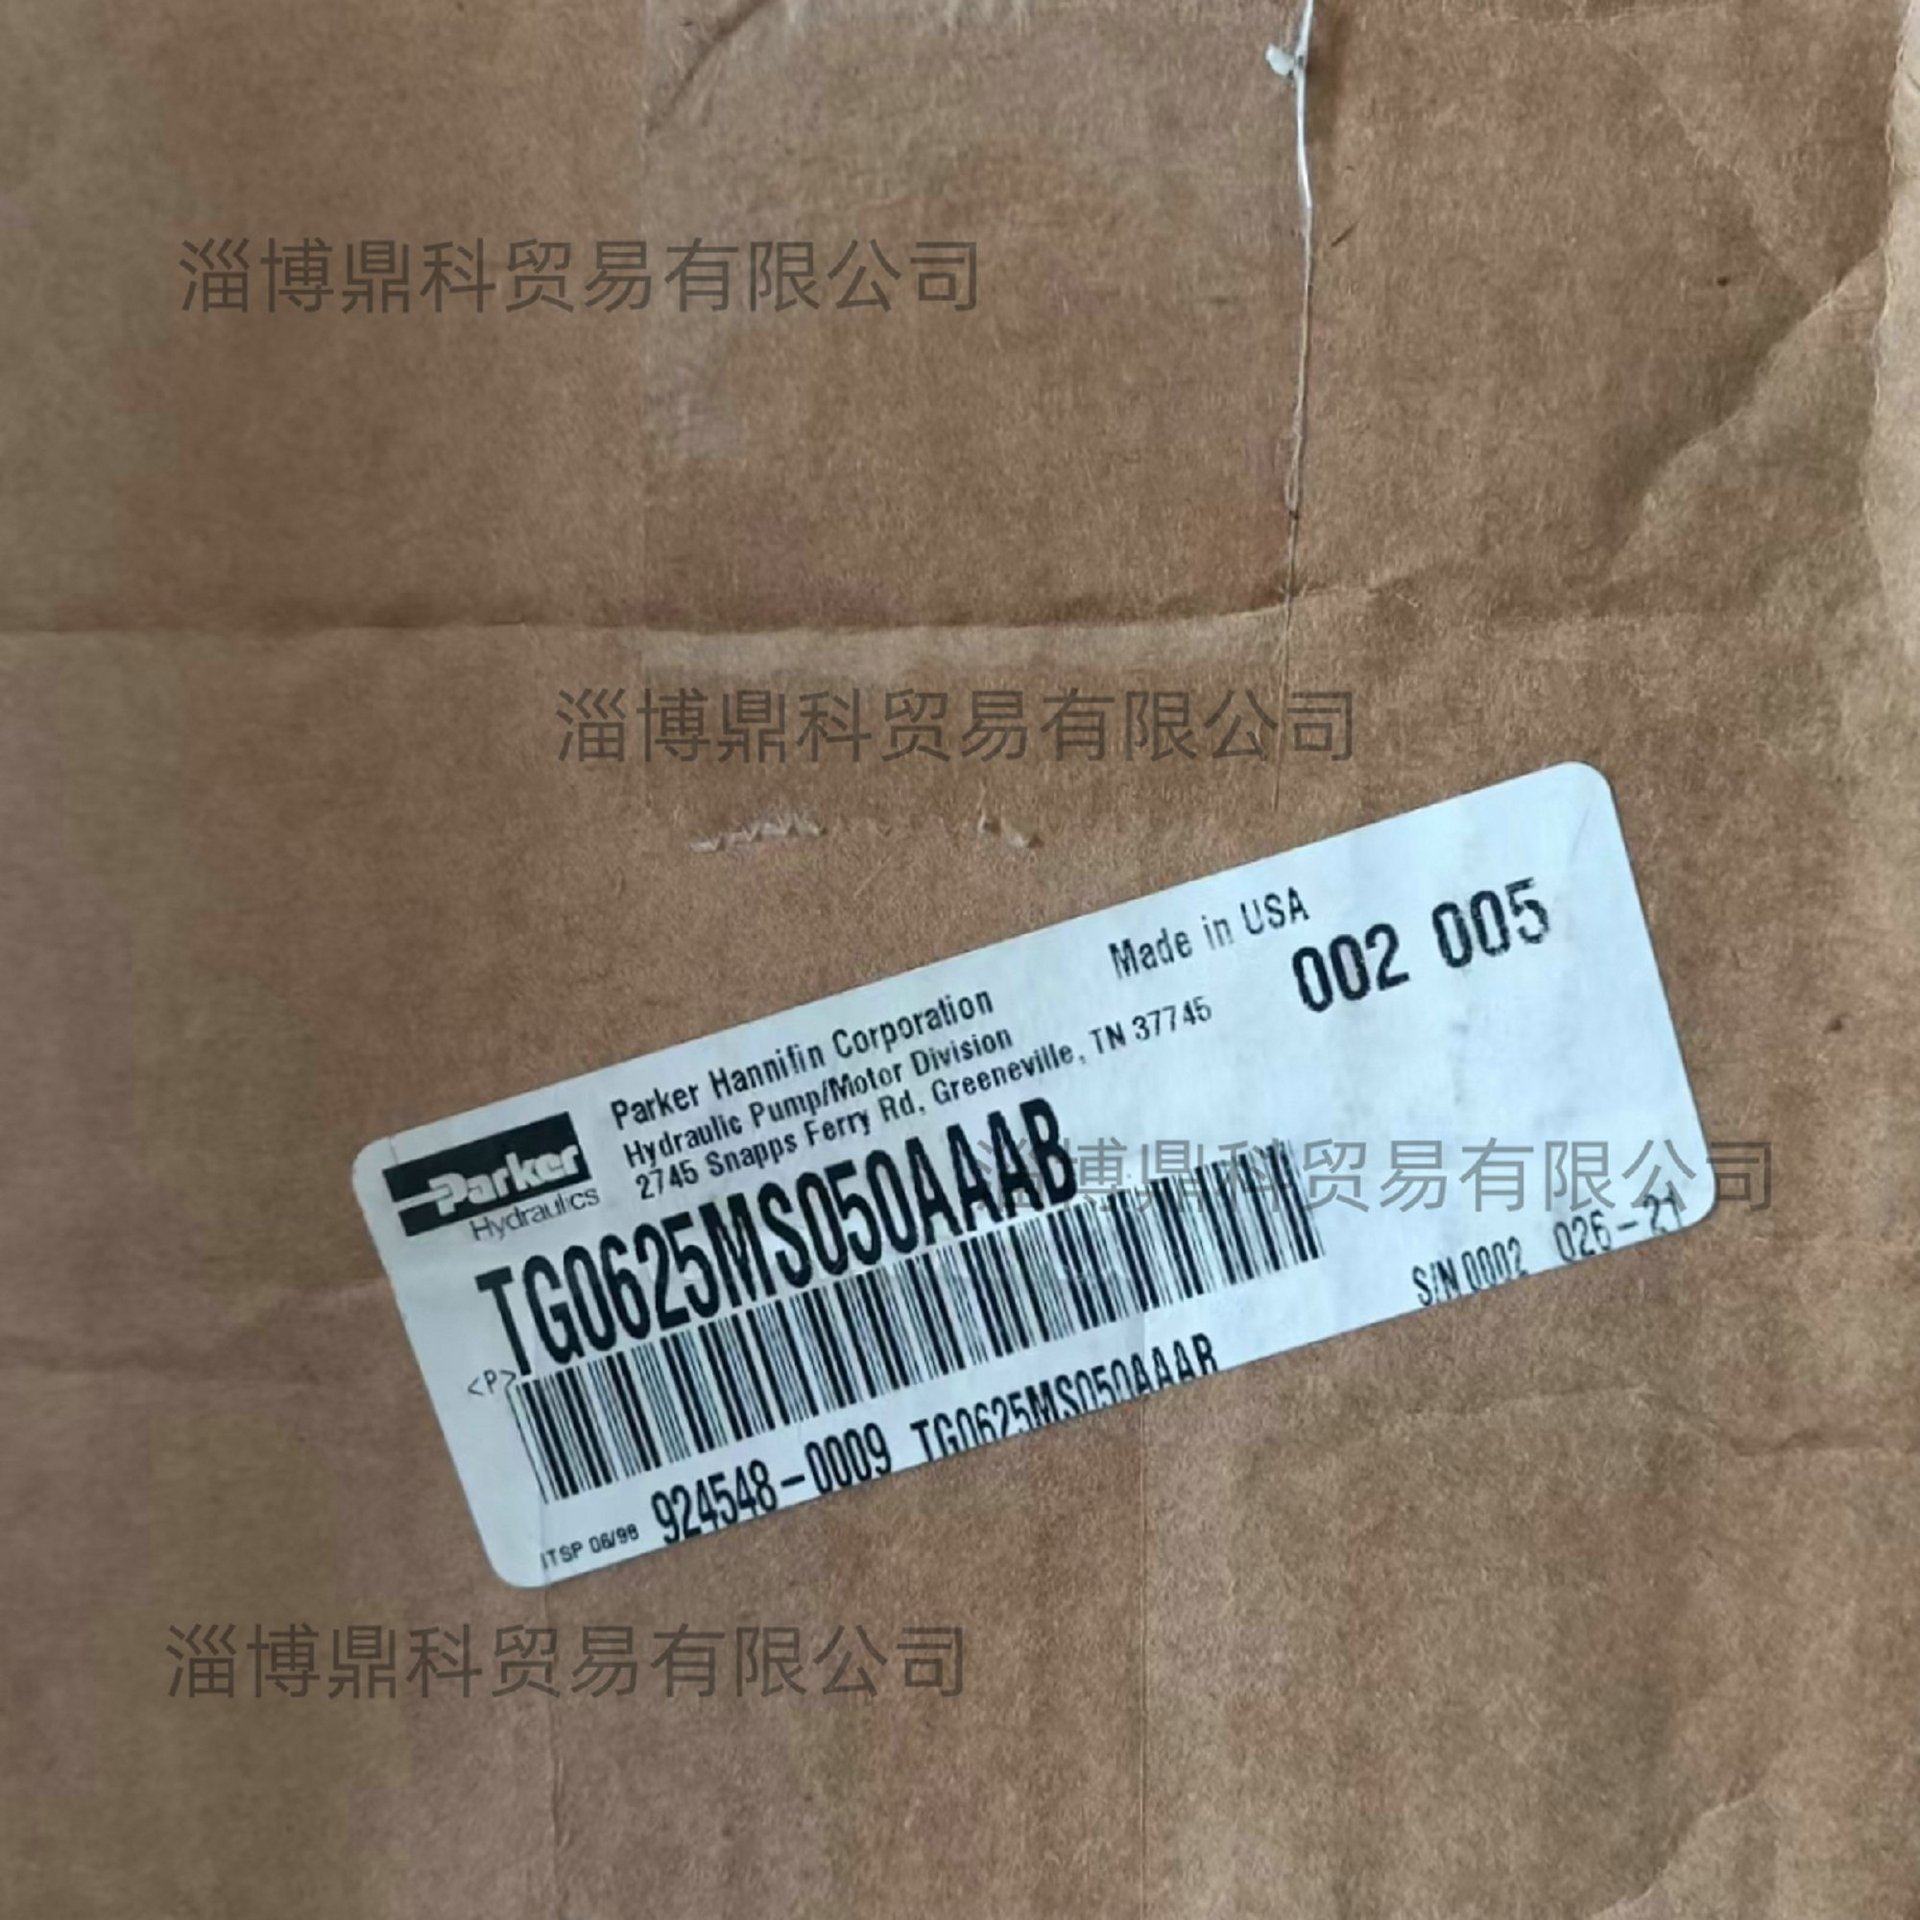 淄博鼎科贸易有限公司
淄博鼎科贸易有限公司
Made in USA
002 005
Parker Hannifin Corporation
Hydraulic Pump/Motor Division
2745 Snapps Ferry Rd. Greeneville, TN 37745
Parker
Hydraulics
TG0625MS050AAAB
淄博鼎科贸易有限公司
<P>
S/N 0002 026-21
924548-0009 TG0625MS050AAAB
ITSP 06/98
淄博鼎科贸易有限公司